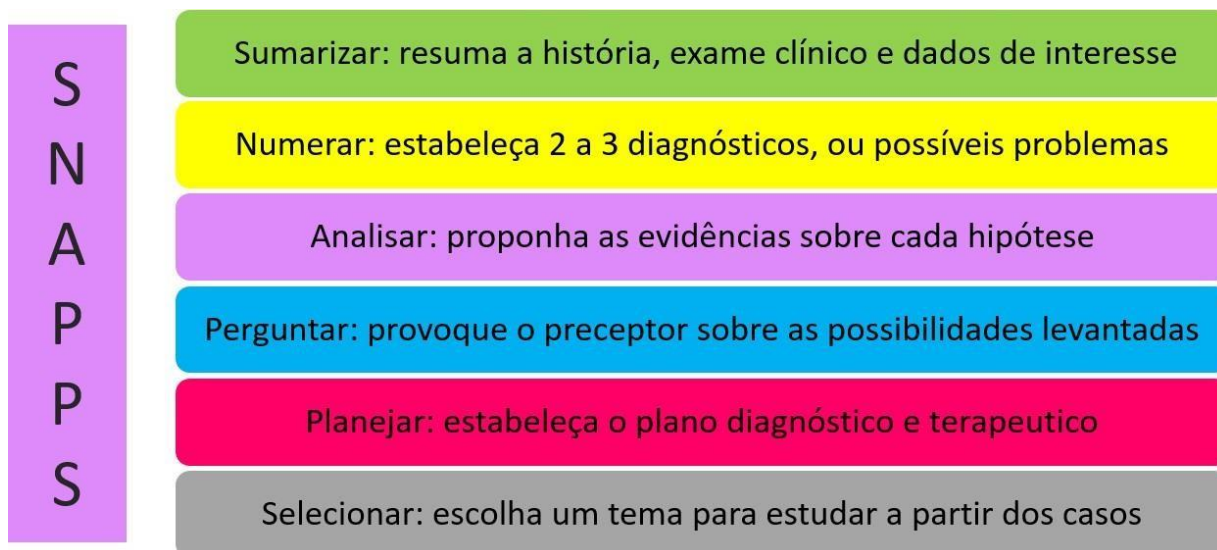 S
N
A
P
P
S
Sumarizar: resuma a história, exame clínico e dados de interesse
Numerar: estabeleça 2 a 3 diagnósticos, ou possíveis problemas
Analisar: proponha as evidências sobre cada hipótese
Perguntar: provoque o preceptor sobre as possibilidades levantadas
Planejar: estabeleça o plano diagnóstico e terapeutico
Selecionar: escolha um tema para estudar a partir dos casos